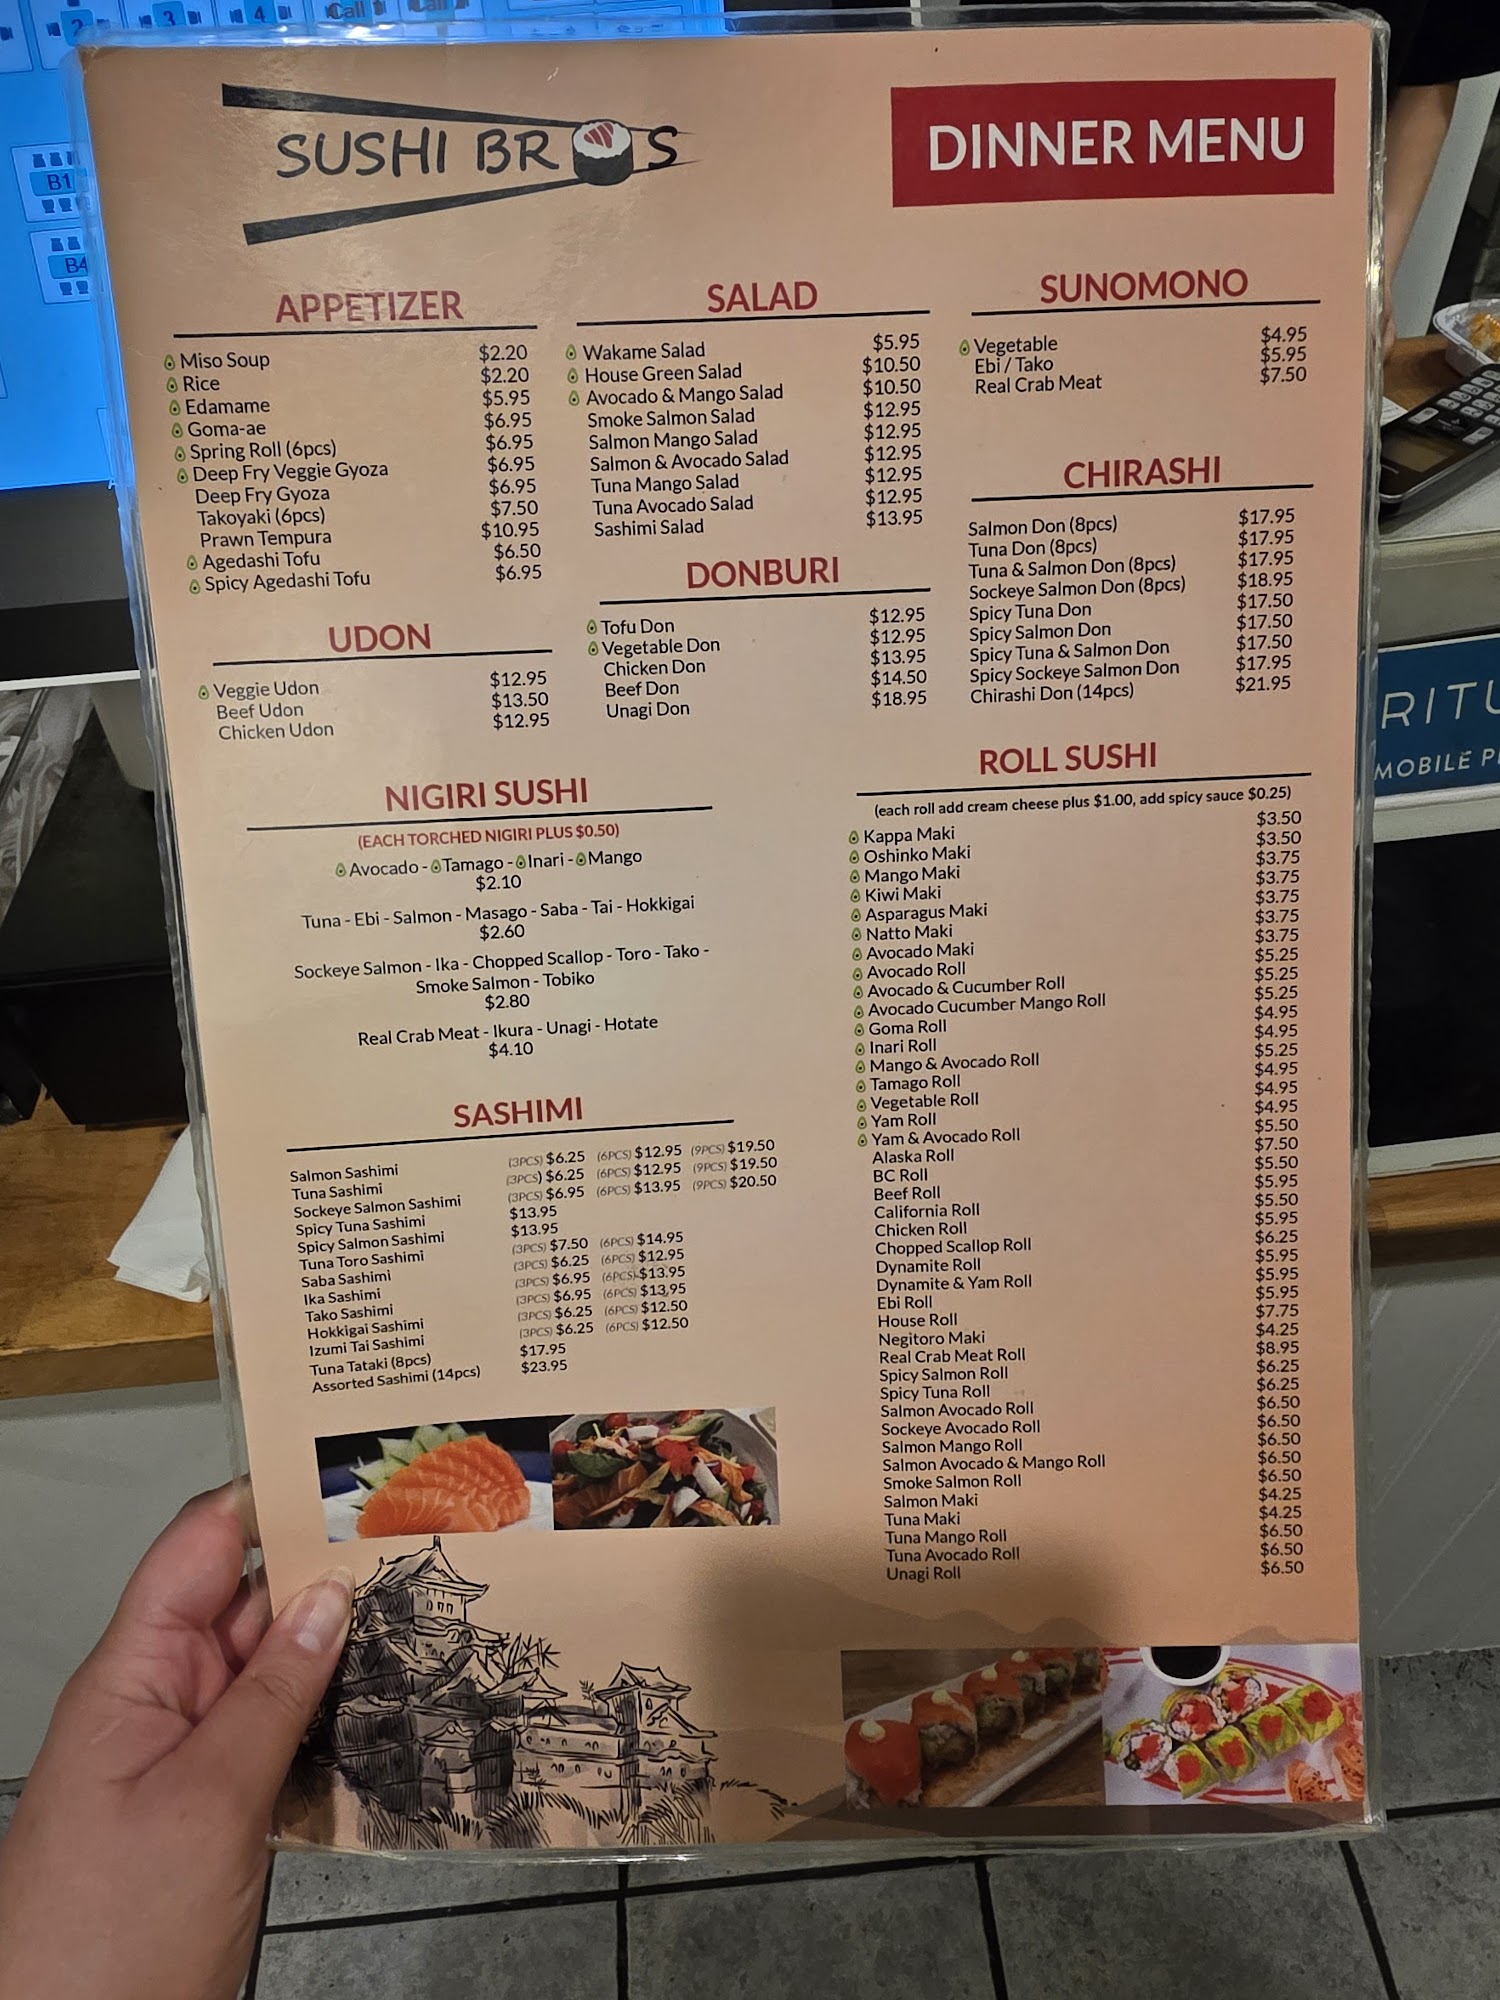 SUSHI BROS
DINNER MENU
APPETIZER
Miso Soup $2.20
Rice $2.20
Edamame $5.95
Goma-ae $6.95
Spring Roll (6pcs) $6.95
Deep Fry Veggie Gyoza $6.95
Deep Fry Gyoza $6.95
Takoyaki (6pcs) $7.50
Prawn Tempura $10.95
Agedashi Tofu $6.50
Spicy Agedashi Tofu $6.95
UDON
Veggie Udon $12.95
Beef Udon $13.50
Chicken Udon $12.95
SALAD
Wakame Salad $5.95
House Green Salad $10.50
Avocado & Mango Salad $10.50
Smoke Salmon Salad $12.95
Salmon Mango Salad $12.95
Salmon & Avocado Salad $12.95
Tuna Mango Salad $12.95
Tuna Avocado Salad $12.95
Sashimi Salad $13.95
DONBURI
Tofu Don $12.95
Vegetable Don $12.95
Chicken Don $13.95
Beef Don $14.50
Unagi Don $18.95
SUNOMONO
Vegetable $4.95
Ebi / Tako $5.95
Real Crab Meat $7.50
CHIRASHI
Salmon Don (8pcs) $17.95
Tuna Don (8pcs) $17.95
Tuna & Salmon Don (8pcs) $17.95
Sockeye Salmon Don (8pcs) $18.95
Spicy Tuna Don $17.50
Spicy Salmon Don $17.50
Spicy Tuna & Salmon Don $17.50
Spicy Sockeye Salmon Don $17.95
Chirashi Don (14pcs) $21.95
NIGIRI SUSHI
(EACH TORCHED NIGIRI PLUS $0.50)
Avocado - Tamago - Inari - Mango
$2.10
Tuna - Ebi - Salmon - Masago - Saba - Tai - Hokkigai
$2.60
Sockeye Salmon - Ika - Chopped Scallop - Toro - Tako -
Smoke Salmon - Tobiko
$2.80
Real Crab Meat - Ikura - Unagi - Hotate
$4.10
SASHIMI
Salmon Sashimi (3PCS) $6.25 (6PCS) $12.95 (9PCS) $19.50
Tuna Sashimi (3PCS) $6.25 (6PCS) $12.95 (9PCS) $19.50
Sockeye Salmon Sashimi (3PCS) $6.95 (6PCS) $13.95 (9PCS) $20.50
Spicy Tuna Sashimi $13.95
Spicy Salmon Sashimi $13.95
Tuna Toro Sashimi (3PCS) $7.50 (6PCS) $14.95
Saba Sashimi (3PCS) $6.25 (6PCS) $12.95
Ika Sashimi (3PCS) $6.95 (6PCS) $13.95
Tako Sashimi (3PCS) $6.95 (6PCS) $13,95
Hokkigai Sashimi (3PCS) $6.25 (6PCS) $12.50
Izumi Tai Sashimi (3PCS) $6.25 (6PCS) $12.50
Tuna Tataki (8pcs) $17.95
Assorted Sashimi (14pcs) $23.95
ROLL SUSHI
(each roll add cream cheese plus $1.00, add spicy sauce $0.25)
Kappa Maki $3.50
Oshinko Maki $3.50
Mango Maki $3.75
Kiwi Maki $3.75
Asparagus Maki $3.75
Natto Maki $3.75
Avocado Maki $3.75
Avocado Roll $5.25
Avocado & Cucumber Roll $5.25
Avocado Cucumber Mango Roll $5.25
Goma Roll $4.95
Inari Roll $4.95
Mango & Avocado Roll $5.25
Tamago Roll $4.95
Vegetable Roll $4.95
Yam Roll $4.95
Yam & Avocado Roll $5.50
Alaska Roll $7.50
BC Roll $5.50
Beef Roll $5.95
California Roll $5.50
Chicken Roll $5.95
Chopped Scallop Roll $6.25
Dynamite Roll $5.95
Dynamite & Yam Roll $5.95
Ebi Roll $5.95
House Roll $7.75
Negitoro Maki $4.25
Real Crab Meat Roll $8.95
Spicy Salmon Roll $6.25
Spicy Tuna Roll $6.25
Salmon Avocado Roll $6.50
Sockeye Avocado Roll $6.50
Salmon Mango Roll $6.50
Salmon Avocado & Mango Roll $6.50
Smoke Salmon Roll $6.50
Salmon Maki $4.25
Tuna Maki $4.25
Tuna Mango Roll $6.50
Tuna Avocado Roll $6.50
Unagi Roll $6.50
2
3
4
Call
Call
B1
B4
RITU
MOBILE